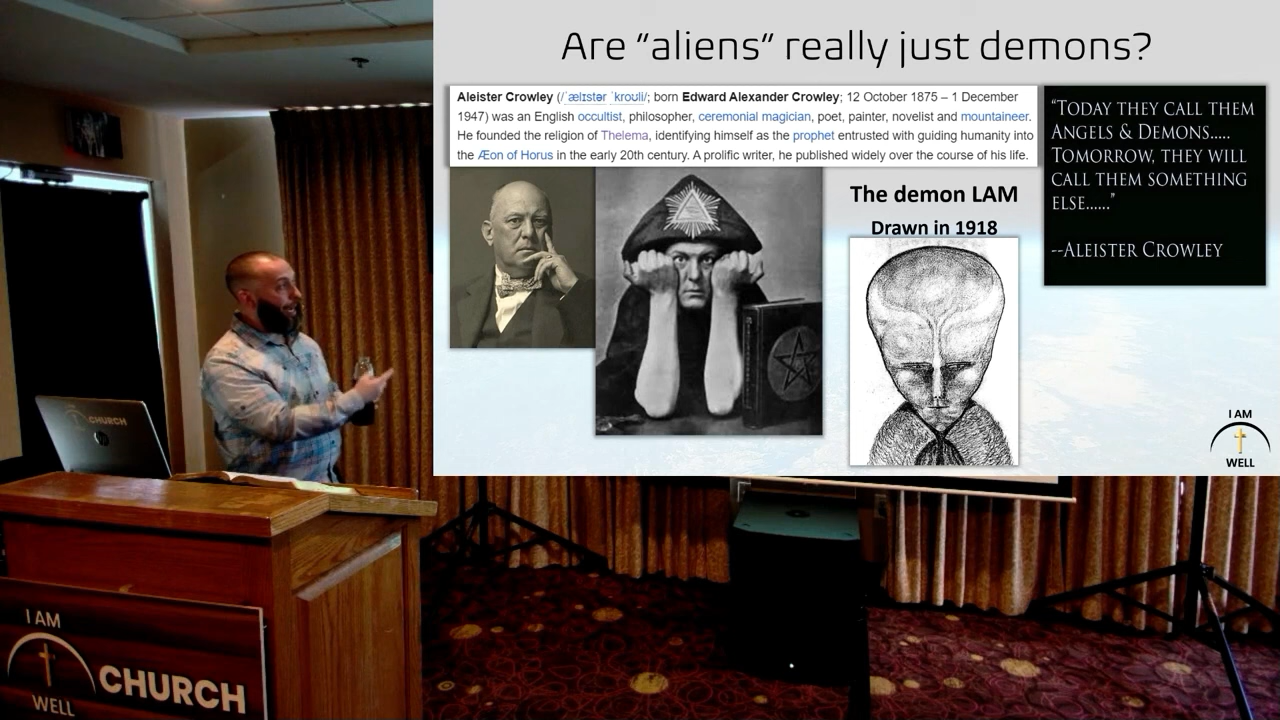 Are "aliens" really just demons?
Aleister Crowley (/ˈælɪstər ˈkroʊli/; born Edward Alexander Crowley; 12 October 1875 – 1 December
1947) was an English occultist, philosopher, ceremonial magician, poet, painter, novelist and mountaineer.
He founded the religion of Thelema, identifying himself as the prophet entrusted with guiding humanity into
the Æon of Horus in the early 20th century. A prolific writer, he published widely over the course of his life.
"TODAY THEY CALL THEM
ANGELS & DEMONS.....
TOMORROW, THEY WILL
CALL THEM SOMETHING
ELSE......"
--ALEISTER CROWLEY
The demon LAM
Drawn in 1918
I AM
WELL
CHURCH
hp
I AM
WELL
CHURCH